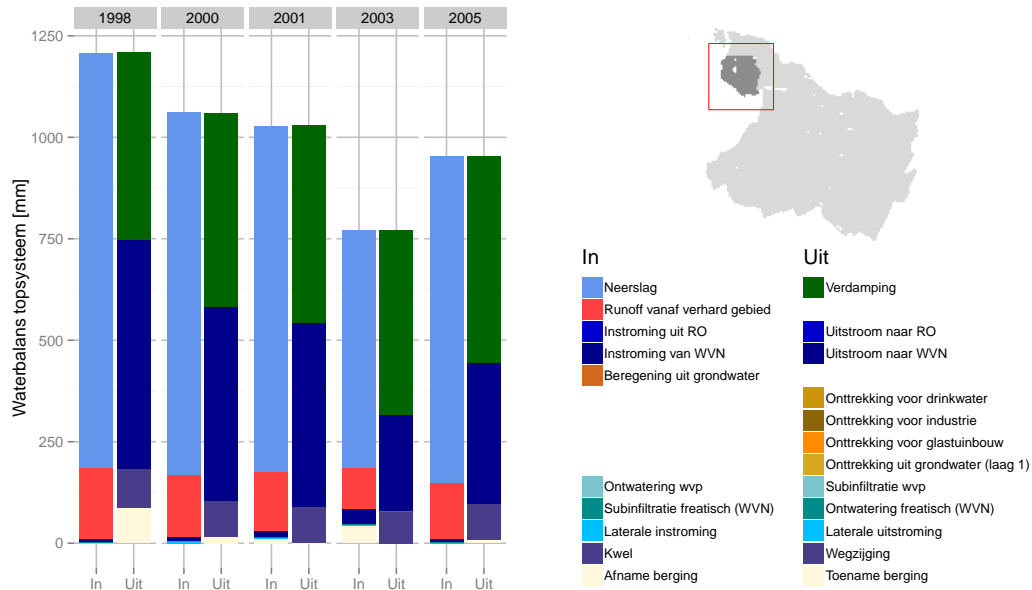 1998 2000 2001 2003 2005
Waterbalans topsysteem [mm]
1250
1000
750
500
250
0
In Uit In Uit In Uit In Uit In Uit
In
Neerslag
Runoff vanaf verhard gebied
Instroming uit RO
Instroming van WVN
Beregening uit grondwater
Ontwatering wvp
Subinfiltratie freatisch (WVN)
Laterale instroming
Kwel
Afname berging
Uit
Verdamping
Uitstroom naar RO
Uitstroom naar WVN
Onttrekking voor drinkwater
Onttrekking voor industrie
Onttrekking voor glastuinbouw
Onttrekking uit grondwater (laag 1)
Subinfiltratie wvp
Ontwatering freatisch (WVN)
Laterale uitstroming
Wegzijging
Toename berging